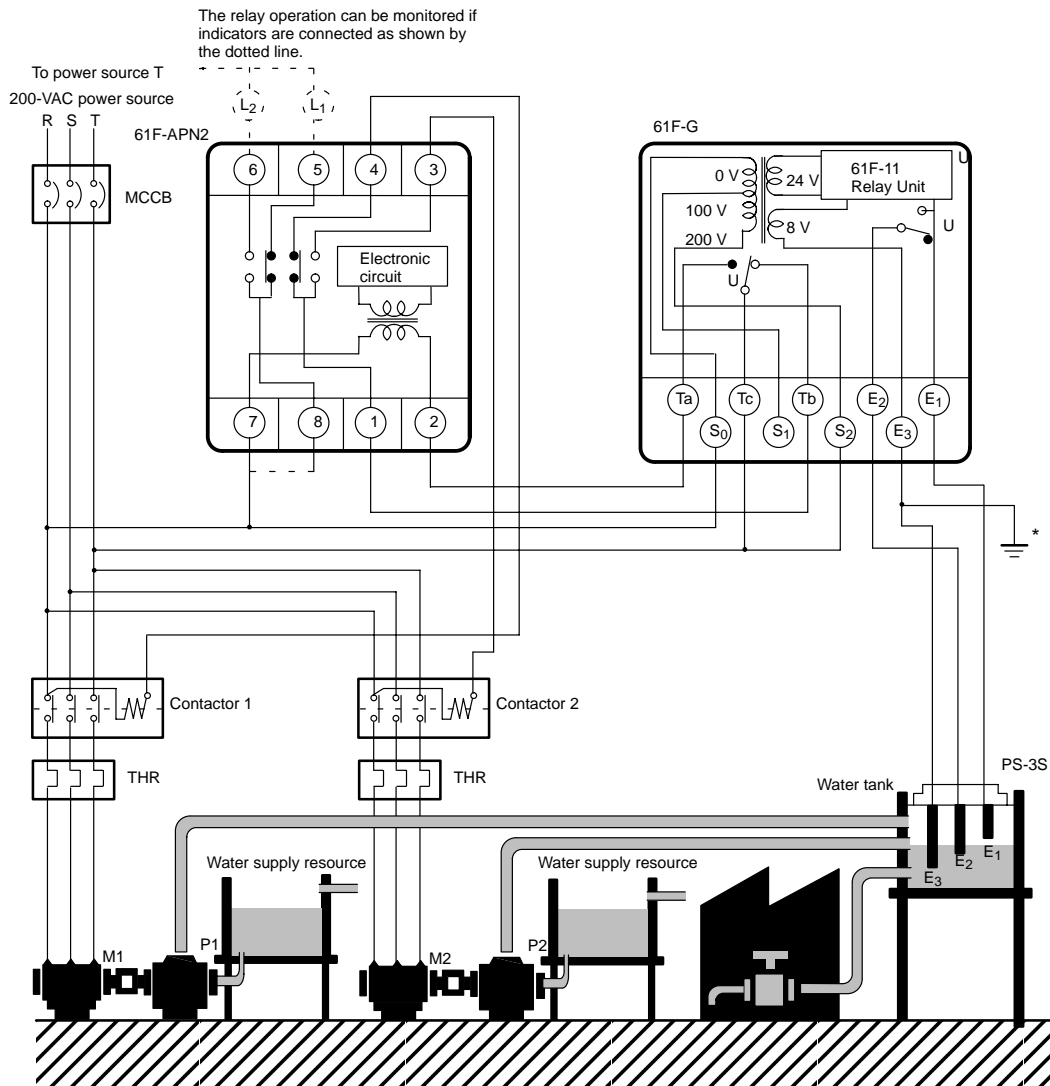 The relay operation can be monitored if
indicators are connected as shown by
the dotted line.
To power source T
200-VAC power source
R S T
MCCB
61F-APN2
L2 L1
6 5 4 3
Electronic
circuit
7 8 1 2
61F-G
0 V
100 V
200 V
24 V
8 V
61F-11
Relay Unit
U
U
U
Ta Tc Tb E2 E1
S0 S1 S2 E3
*
Contactor 1
Contactor 2
THR
THR
PS-3S
Water tank
E1
E2
E3
Water supply resource
Water supply resource
M1
P1
M2
P2